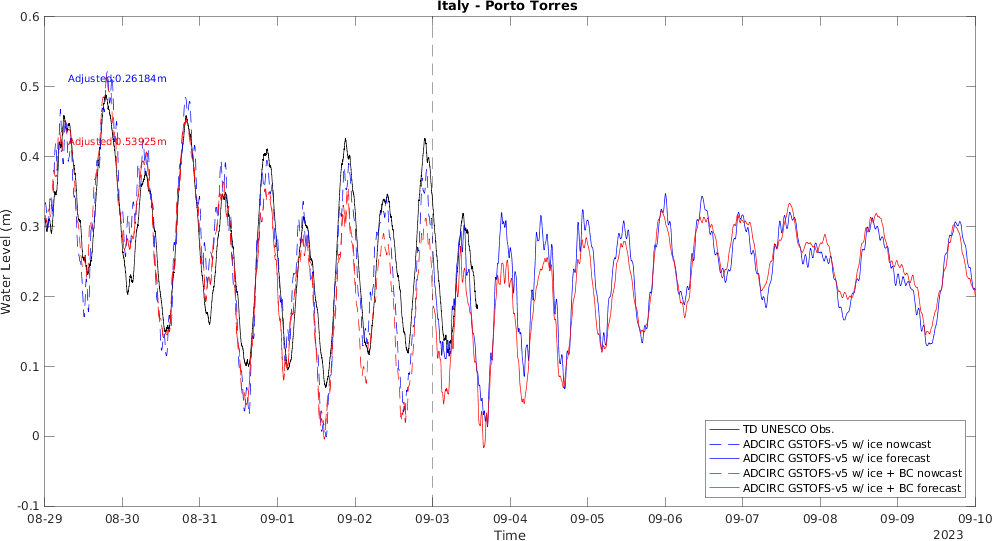 Italy - Porto Torres
Water Level (m)
0.6
0.5
0.4
0.3
0.2
0.1
0
-0.1
Adjusted:0.26184m
Adjusted:0.53925m
TD UNESCO Obs.
ADCIRC GSTOFS-v5 w/ ice nowcast
ADCIRC GSTOFS-v5 w/ ice forecast
ADCIRC GSTOFS-v5 w/ ice + BC nowcast
ADCIRC GSTOFS-v5 w/ ice + BC forecast
08-29 08-30 08-31 09-01 09-02 09-03 09-04 09-05 09-06 09-07 09-08 09-09 09-10
Time
2023